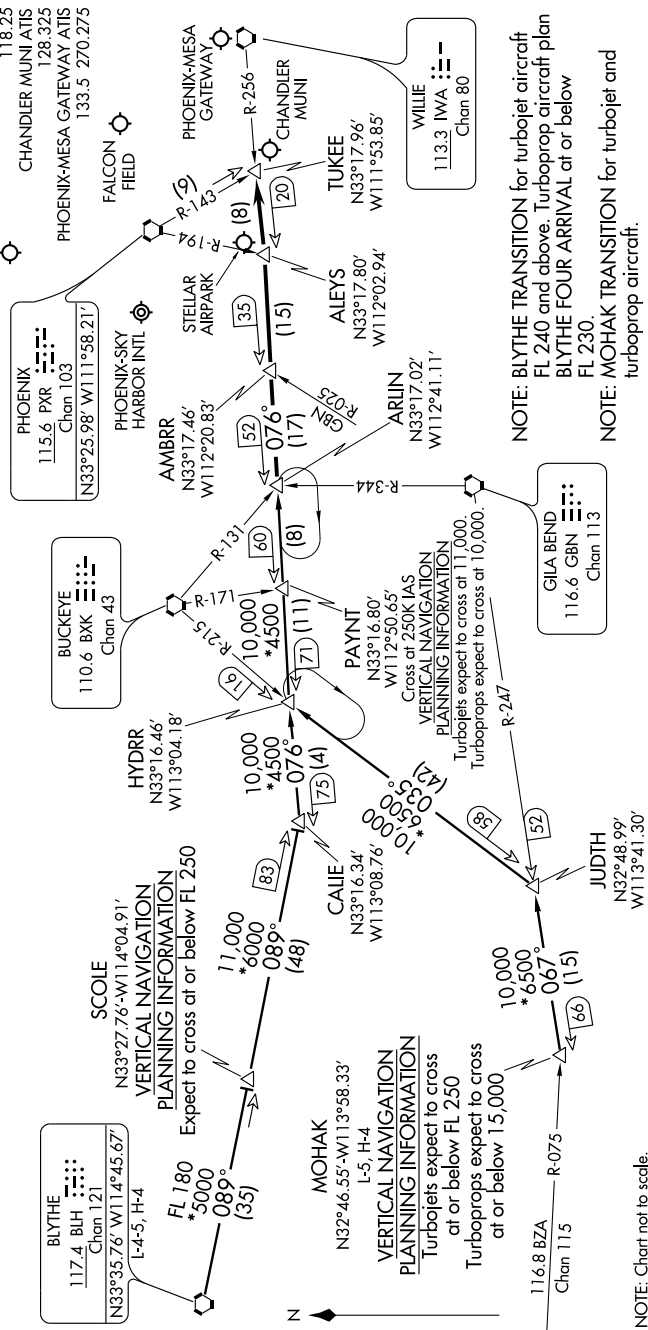 118.25
CHANDLER MUNI ATIS
128.325
PHOENIX-MESA GATEWAY ATIS
133.5 270.275
PHOENIX
115.6 PXR
Chan 103
N33°25.98' W111°58.21'
PHOENIX-SKY
HARBOR INTL
FALCON
FIELD
PHOENIX-MESA
GATEWAY
R-256
CHANDLER
MUNI
STELLAR
AIRPARK
R-194
R-143
(9)
(8)
20
TUKEE
N33°17.96'
W111°53.85'
WILLIE
113.3 IWA
Chan 80
ALEYS
N33°17.80'
W112°02.94'
35
(15)
AMBRR
N33°17.46'
W112°20.83'
GBN
R-025
52
076°
(17)
ARLIN
N33°17.02'
W112°41.11'
R-344
BUCKEYE
110.6 BXK
Chan 43
R-131
R-171
R-215
60
(8)
10,000
*4500
(11)
71
16
PAYNT
N33°16.80'
W112°50.65'
Cross at 250K IAS
VERTICAL NAVIGATION
PLANNING INFORMATION
Turbojets expect to cross at 11,000.
Turboprops expect to cross at 10,000.
GILA BEND
116.6 GBN
Chan 113
R-247
HYDRR
N33°16.46'
W113°04.18'
10,000
*4500
076°
(4)
75
CALIE
N33°16.34'
W113°08.76'
83
11,000
*6000
089°
(48)
SCOLE
N33°27.76'-W114°04.91'
VERTICAL NAVIGATION
PLANNING INFORMATION
Expect to cross at or below FL 250
BLYTHE
117.4 BLH
Chan 121
N33°35.76' W114°45.67'
L-4-5, H-4
FL 180
*5000
089°
(35)
10,000
*6500
035°
(42)
58
52
JUDTH
N32°48.99'
W113°41.30'
10,000
*6500
067°
(15)
66
MOHAK
N32°46.55'-W113°58.33'
L-5, H-4
VERTICAL NAVIGATION
PLANNING INFORMATION
Turbojets expect to cross
at or below FL 250
Turboprops expect to cross
at or below 15,000
116.8 BZA
Chan 115
R-075
N
NOTE: BLYTHE TRANSITION for turbojet aircraft
FL 240 and above. Turboprop aircraft plan
BLYTHE FOUR ARRIVAL at or below
FL 230.
NOTE: MOHAK TRANSITION for turbojet and
turboprop aircraft.
NOTE: Chart not to scale.